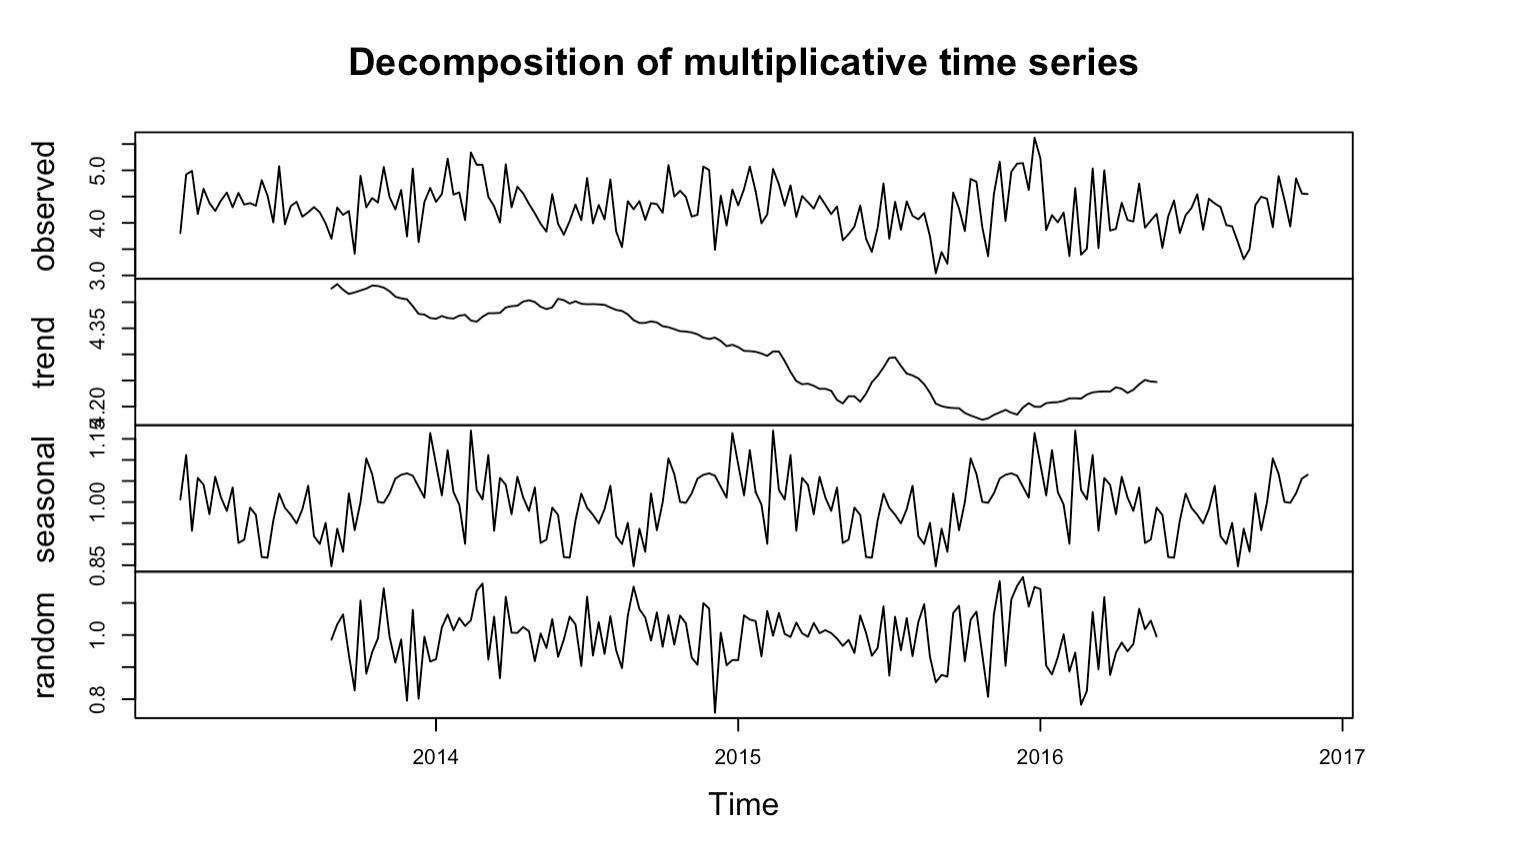 Decomposition of multiplicative time series
observed
3.0 4.0 5.0
trend
4.20 4.35
seasonal
0.85 1.00 1.15
random
0.8 1.0
2014 2015 2016 2017
Time